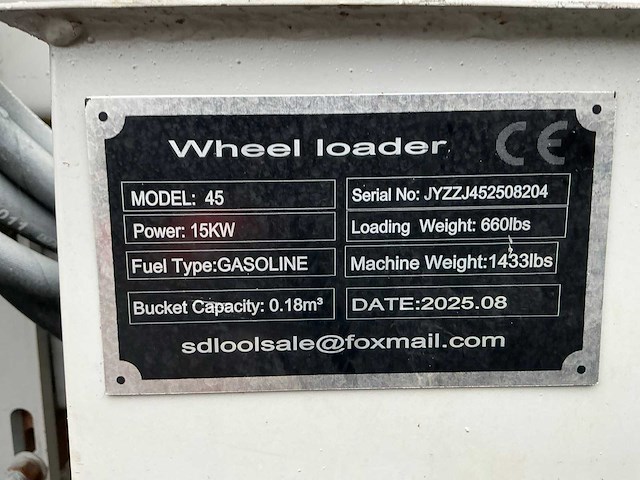 Wheel loader CE
MODEL: 45
Serial No: JYZZJ452508204
Power: 15KW
Loading Weight: 660lbs
Fuel Type:GASOLINE
Machine Weight:1433lbs
Bucket Capacity: 0.18m³
DATE:2025.08
sdloolsale@foxmail.com